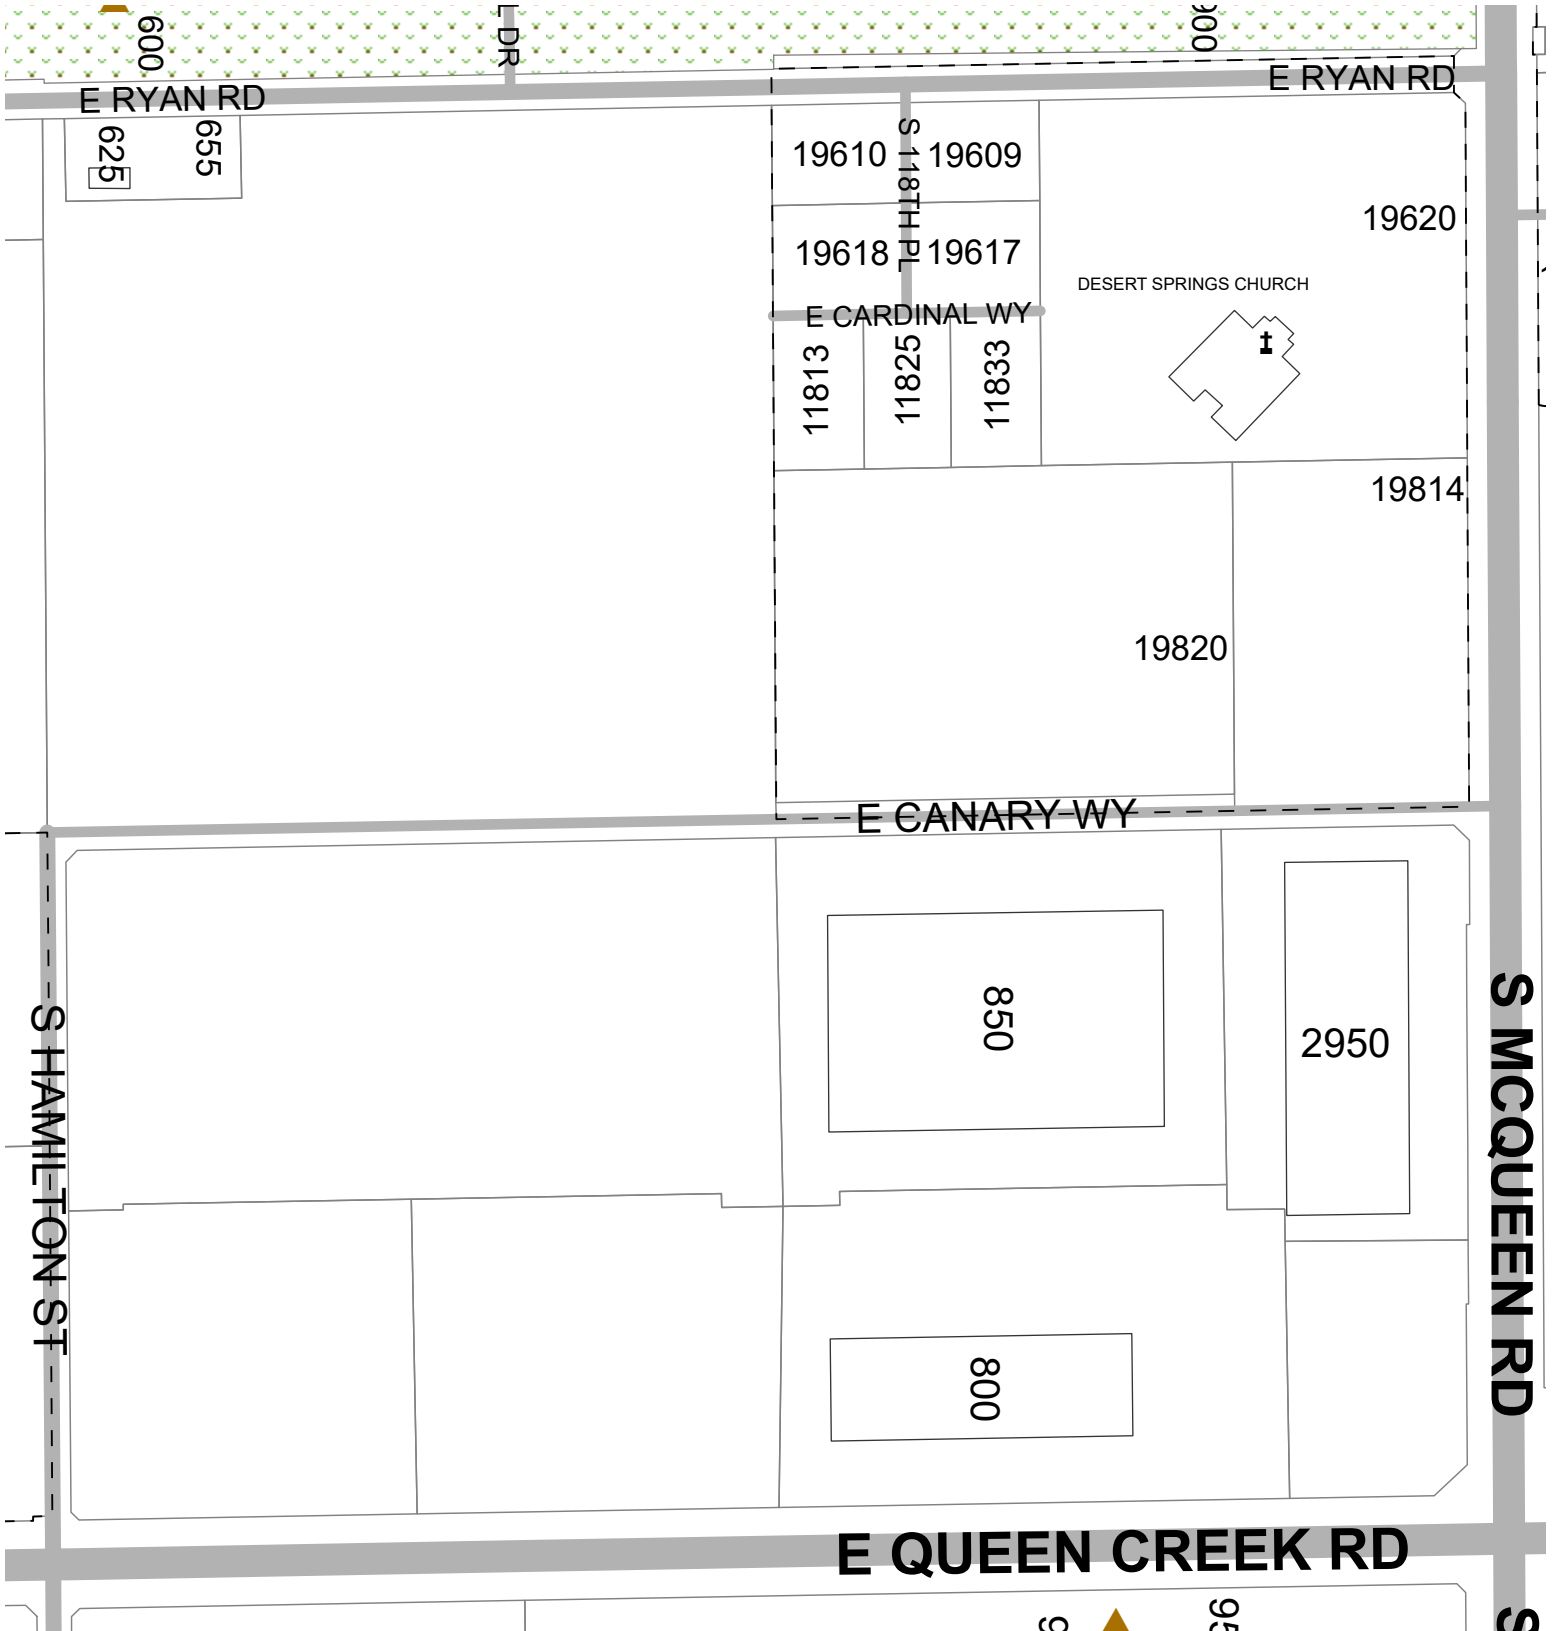 600
E RYAN RD
E RYAN RD
625
655
19610
S 118TH PL
19609
19620
19618
19617
DESERT SPRINGS CHURCH
E CARDINAL WY
11813
11825
11833
19814
19820
E CANARY WY
850
2950
S HAMILTON ST
S MCQUEEN RD
800
E QUEEN CREEK RD